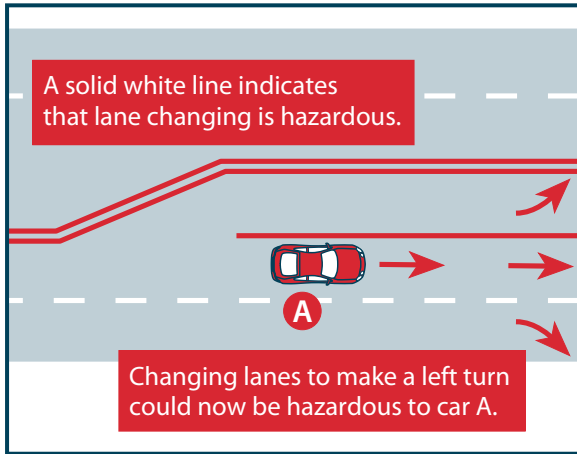 A solid white line indicates
that lane changing is hazardous.
A
Changing lanes to make a left turn
could now be hazardous to car A.